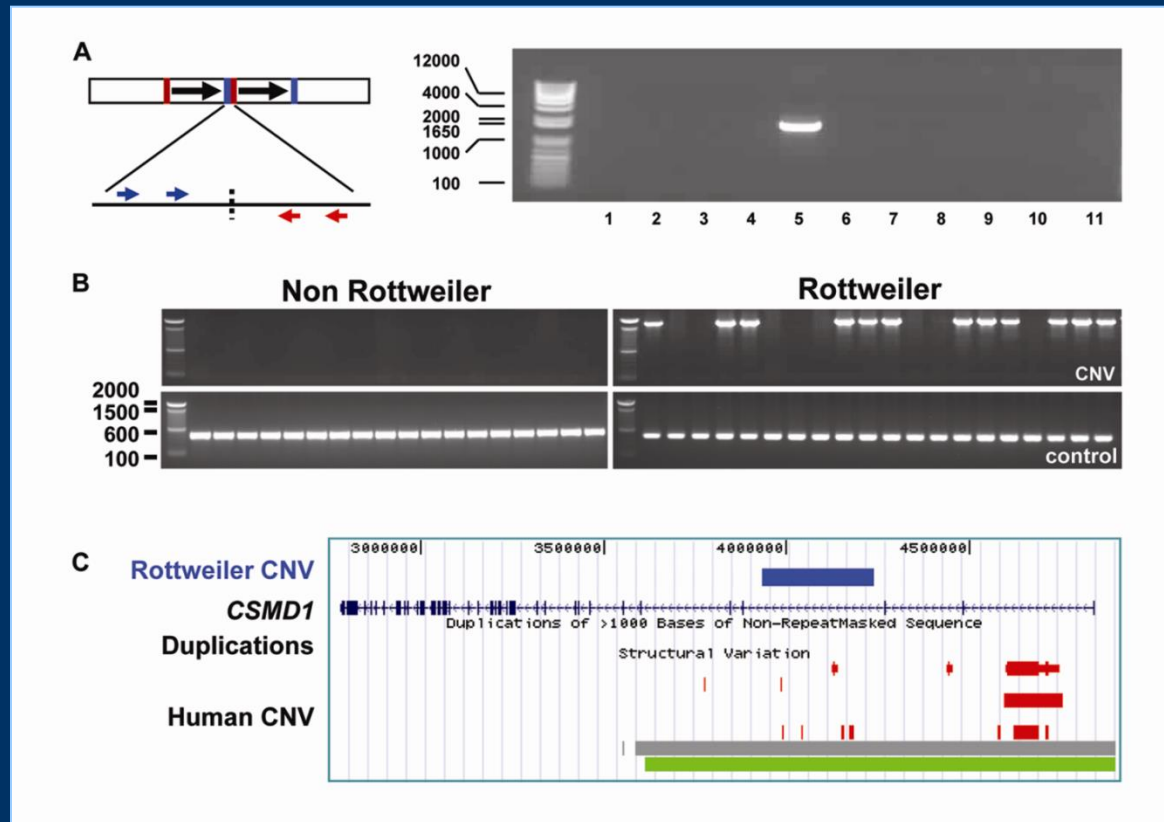 A
12000
4000
2000
1650
1000
100
1 2 3 4 5 6 7 8 9 10 11
B
Non Rottweiler
Rottweiler
CNV
2000
1500
600
100
control
C
3000000| 3500000| 4000000| 4500000|
Rottweiler CNV
CSMD1
Duplications of >1000 Bases of Non-RepeatMasked Sequence
Duplications
Structural Variation
Human CNV